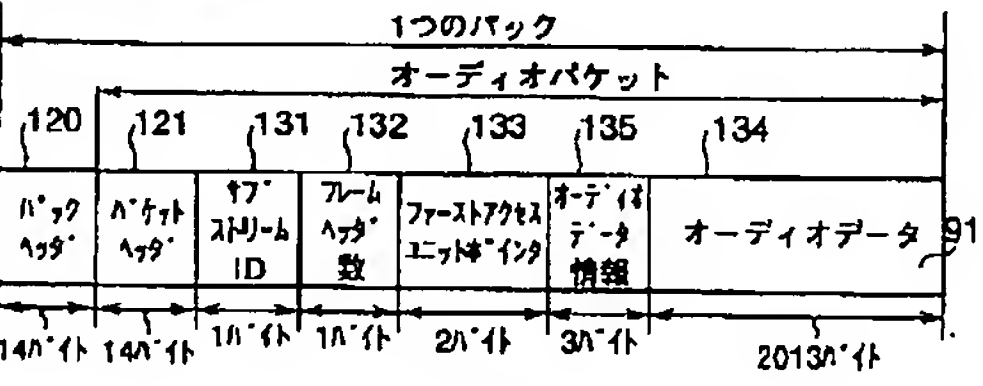 1つのパック
オーディオパケット
120 121 131 132 133 135 134
パック
ヘッダ
パケット
ヘッダ
サブ
ストリーム
ID
フレーム
ヘッダ
数
ファーストアクセス
ユニットポインタ
オーディオ
データ
情報
オーディオデータ
91
14バイト 14バイト 1バイト 1バイト 2バイト 3バイト 2013バイト